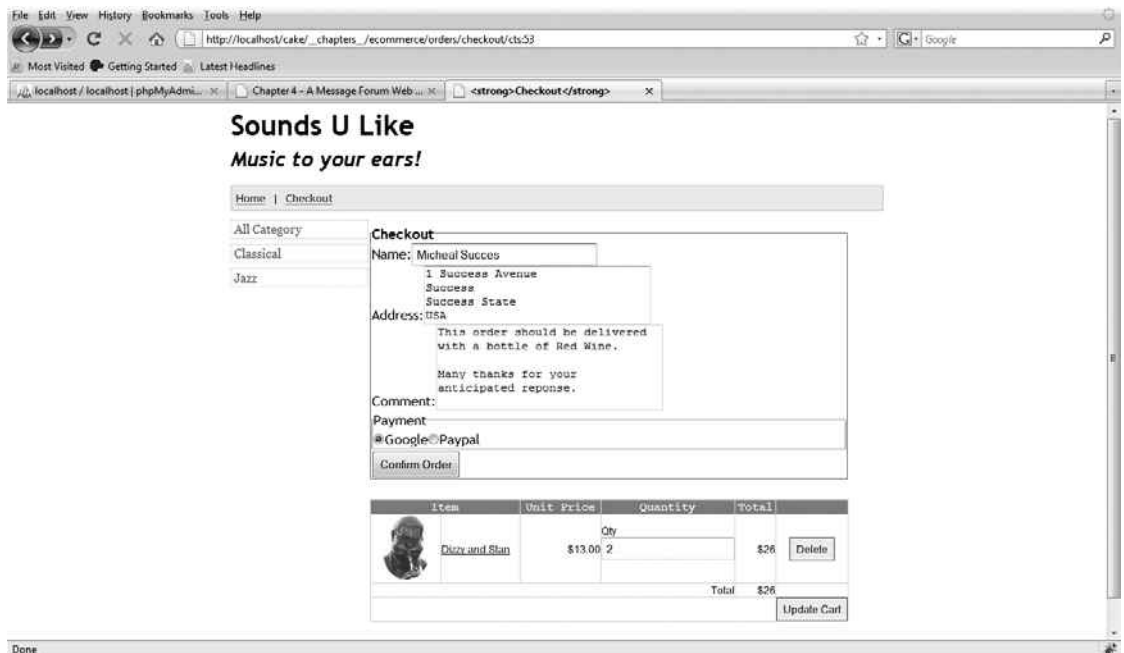 File Edit View History Bookmarks Tools Help
http://localhost/cake/_chapters_/ecommerce/orders/checkout/cts:53
Google
Most Visited Getting Started Latest Headlines
localhost / localhost | phpMyAdmi... Chapter 4 - A Message Forum Web ... <strong>Checkout</strong>
Sounds U Like
Music to your ears!
Home | Checkout
All Category
Classical
Jazz
Checkout
Name: Micheal Succes
1 Success Avenue
Success
Success State
Address: USA
This order should be delivered
with a bottle of Red Wine.
Many thanks for your
anticipated reponse.
Comment:
Payment
Google Paypal
Confirm Order
Item Unit Price Quantity Total
Qty
Dizzy and Stan $13.00 2 $26 Delete
Total $26
Update Cart
Done